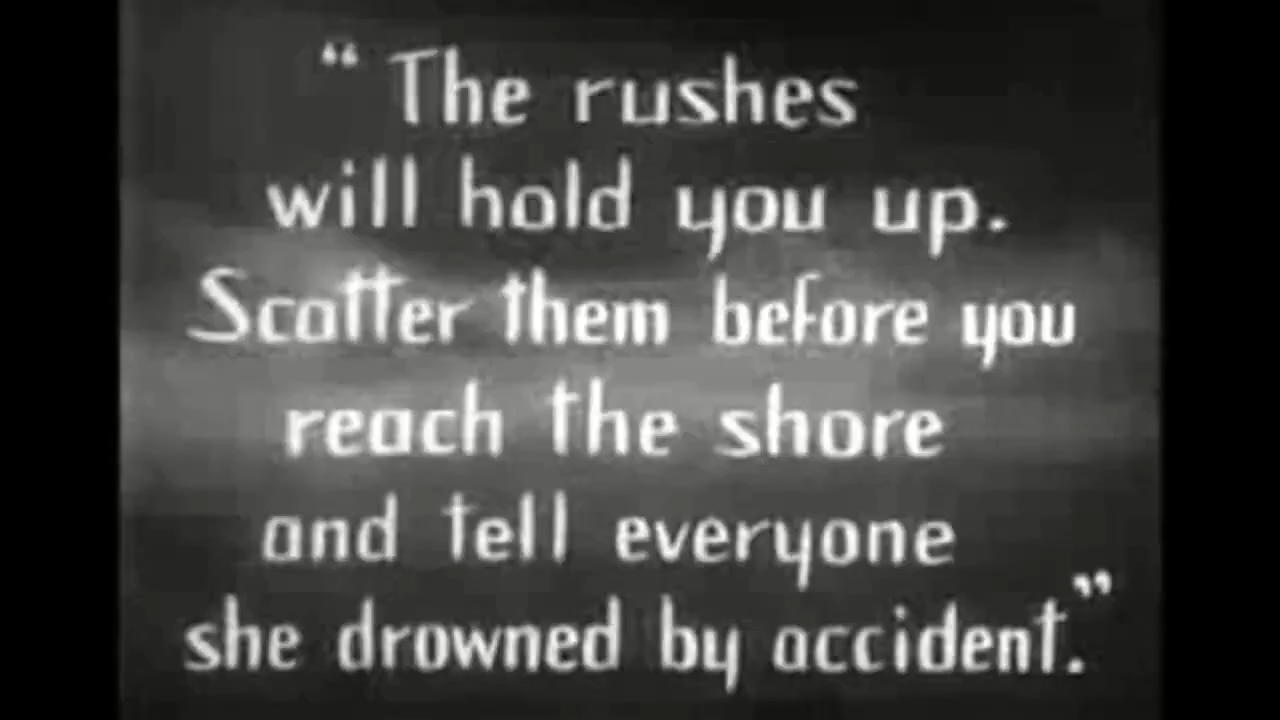 “The rushes
will hold you up.
Scatter them before you
reach the shore
and tell everyone
she drowned by accident.”